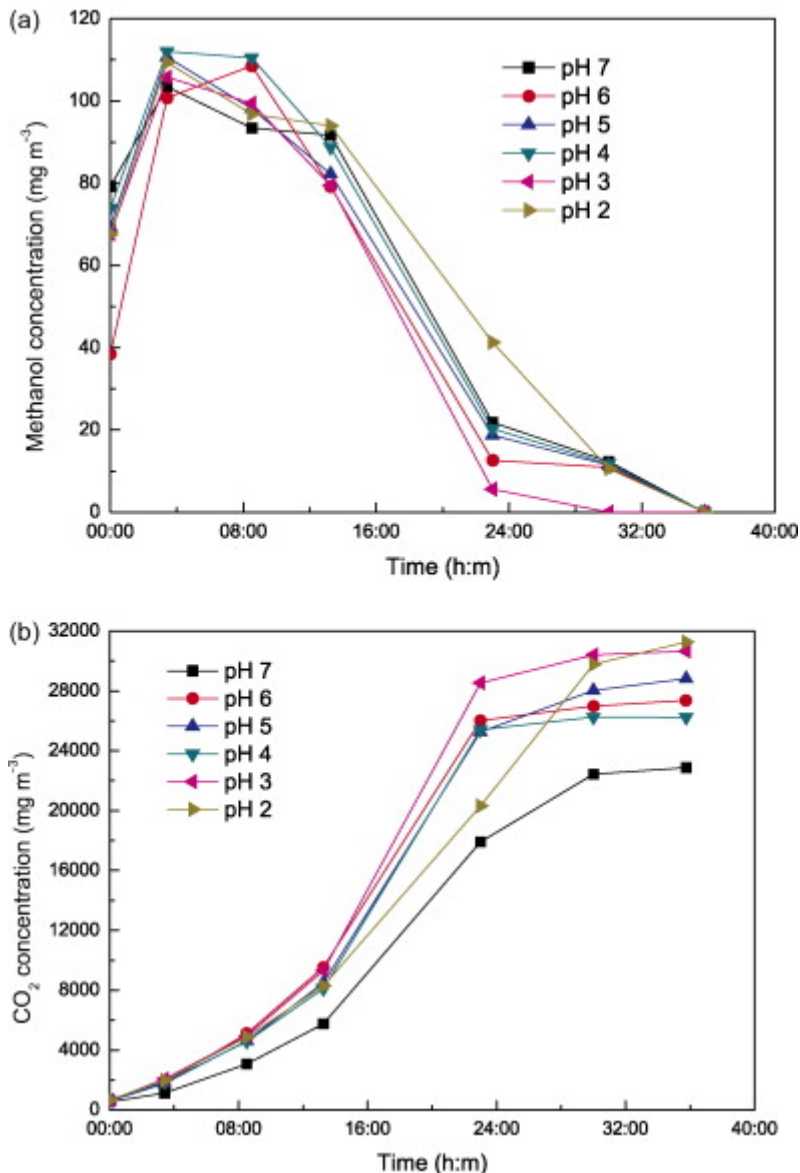 (a)
120
100
80
60
40
20
0
Methanol concentration (mg m⁻³)
pH 7
pH 6
pH 5
pH 4
pH 3
pH 2
00:00 08:00 16:00 24:00 32:00 40:00
Time (h:m)
(b)
32000
28000
24000
20000
16000
12000
8000
4000
0
CO₂ concentration (mg m⁻³)
pH 7
pH 6
pH 5
pH 4
pH 3
pH 2
00:00 08:00 16:00 24:00 32:00 40:00
Time (h:m)